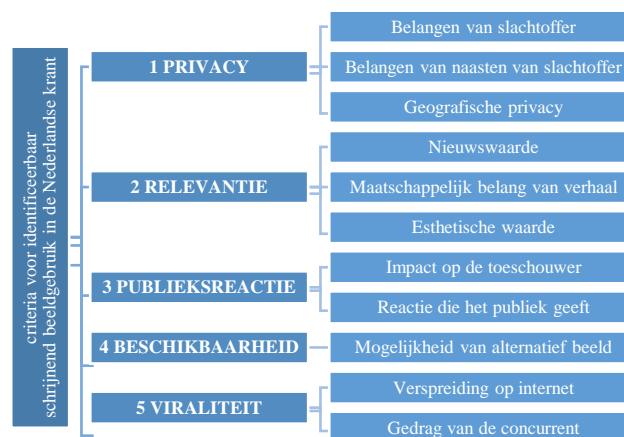 criteria voor identificeerbaar
schrijnend beeldgebruik in de Nederlandse krant
1 PRIVACY
Belangen van slachtoffer
Belangen van naasten van slachtoffer
Geografische privacy
2 RELEVANTIE
Nieuwswaarde
Maatschappelijk belang van verhaal
Esthetische waarde
3 PUBLIEKSREACTIE
Impact op de toeschouwer
Reactie die het publiek geeft
4 BESCHIKBAARHEID
Mogelijkheid van alternatief beeld
5 VIRALITEIT
Verspreiding op internet
Gedrag van de concurrent